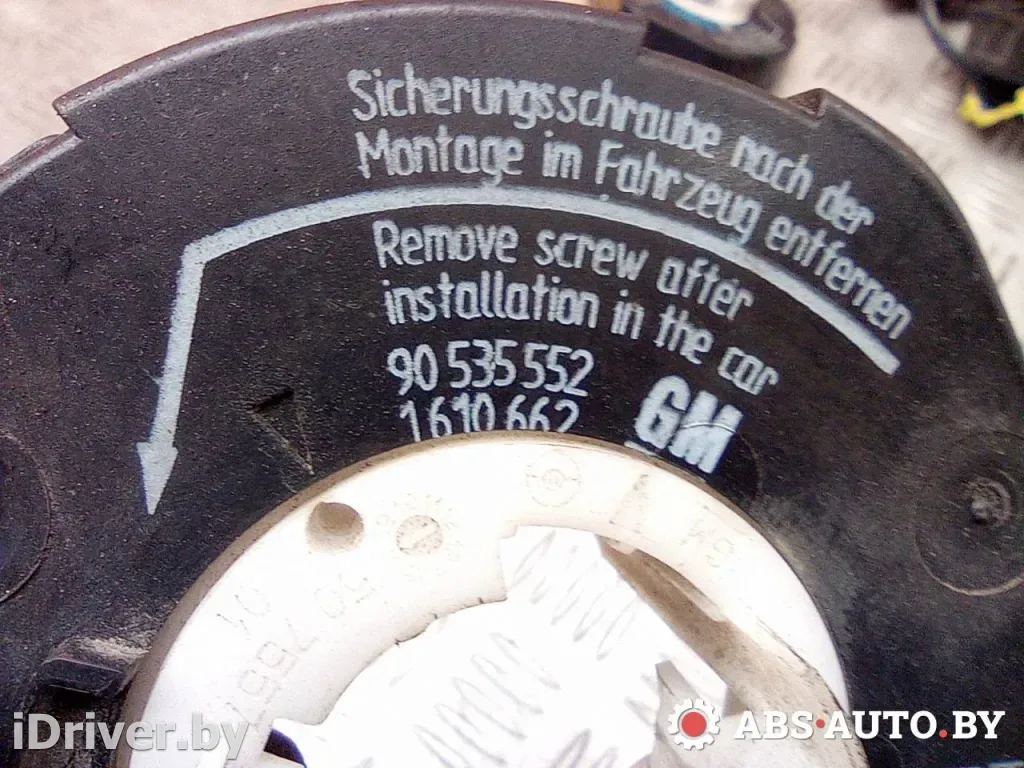 Sicherungsschraube nach der
Montage im Fahrzeug entfernen
Remove screw after
installation in the car
90 535 552
1610 662
GM
iDriver.by
ABS-AUTO.BY